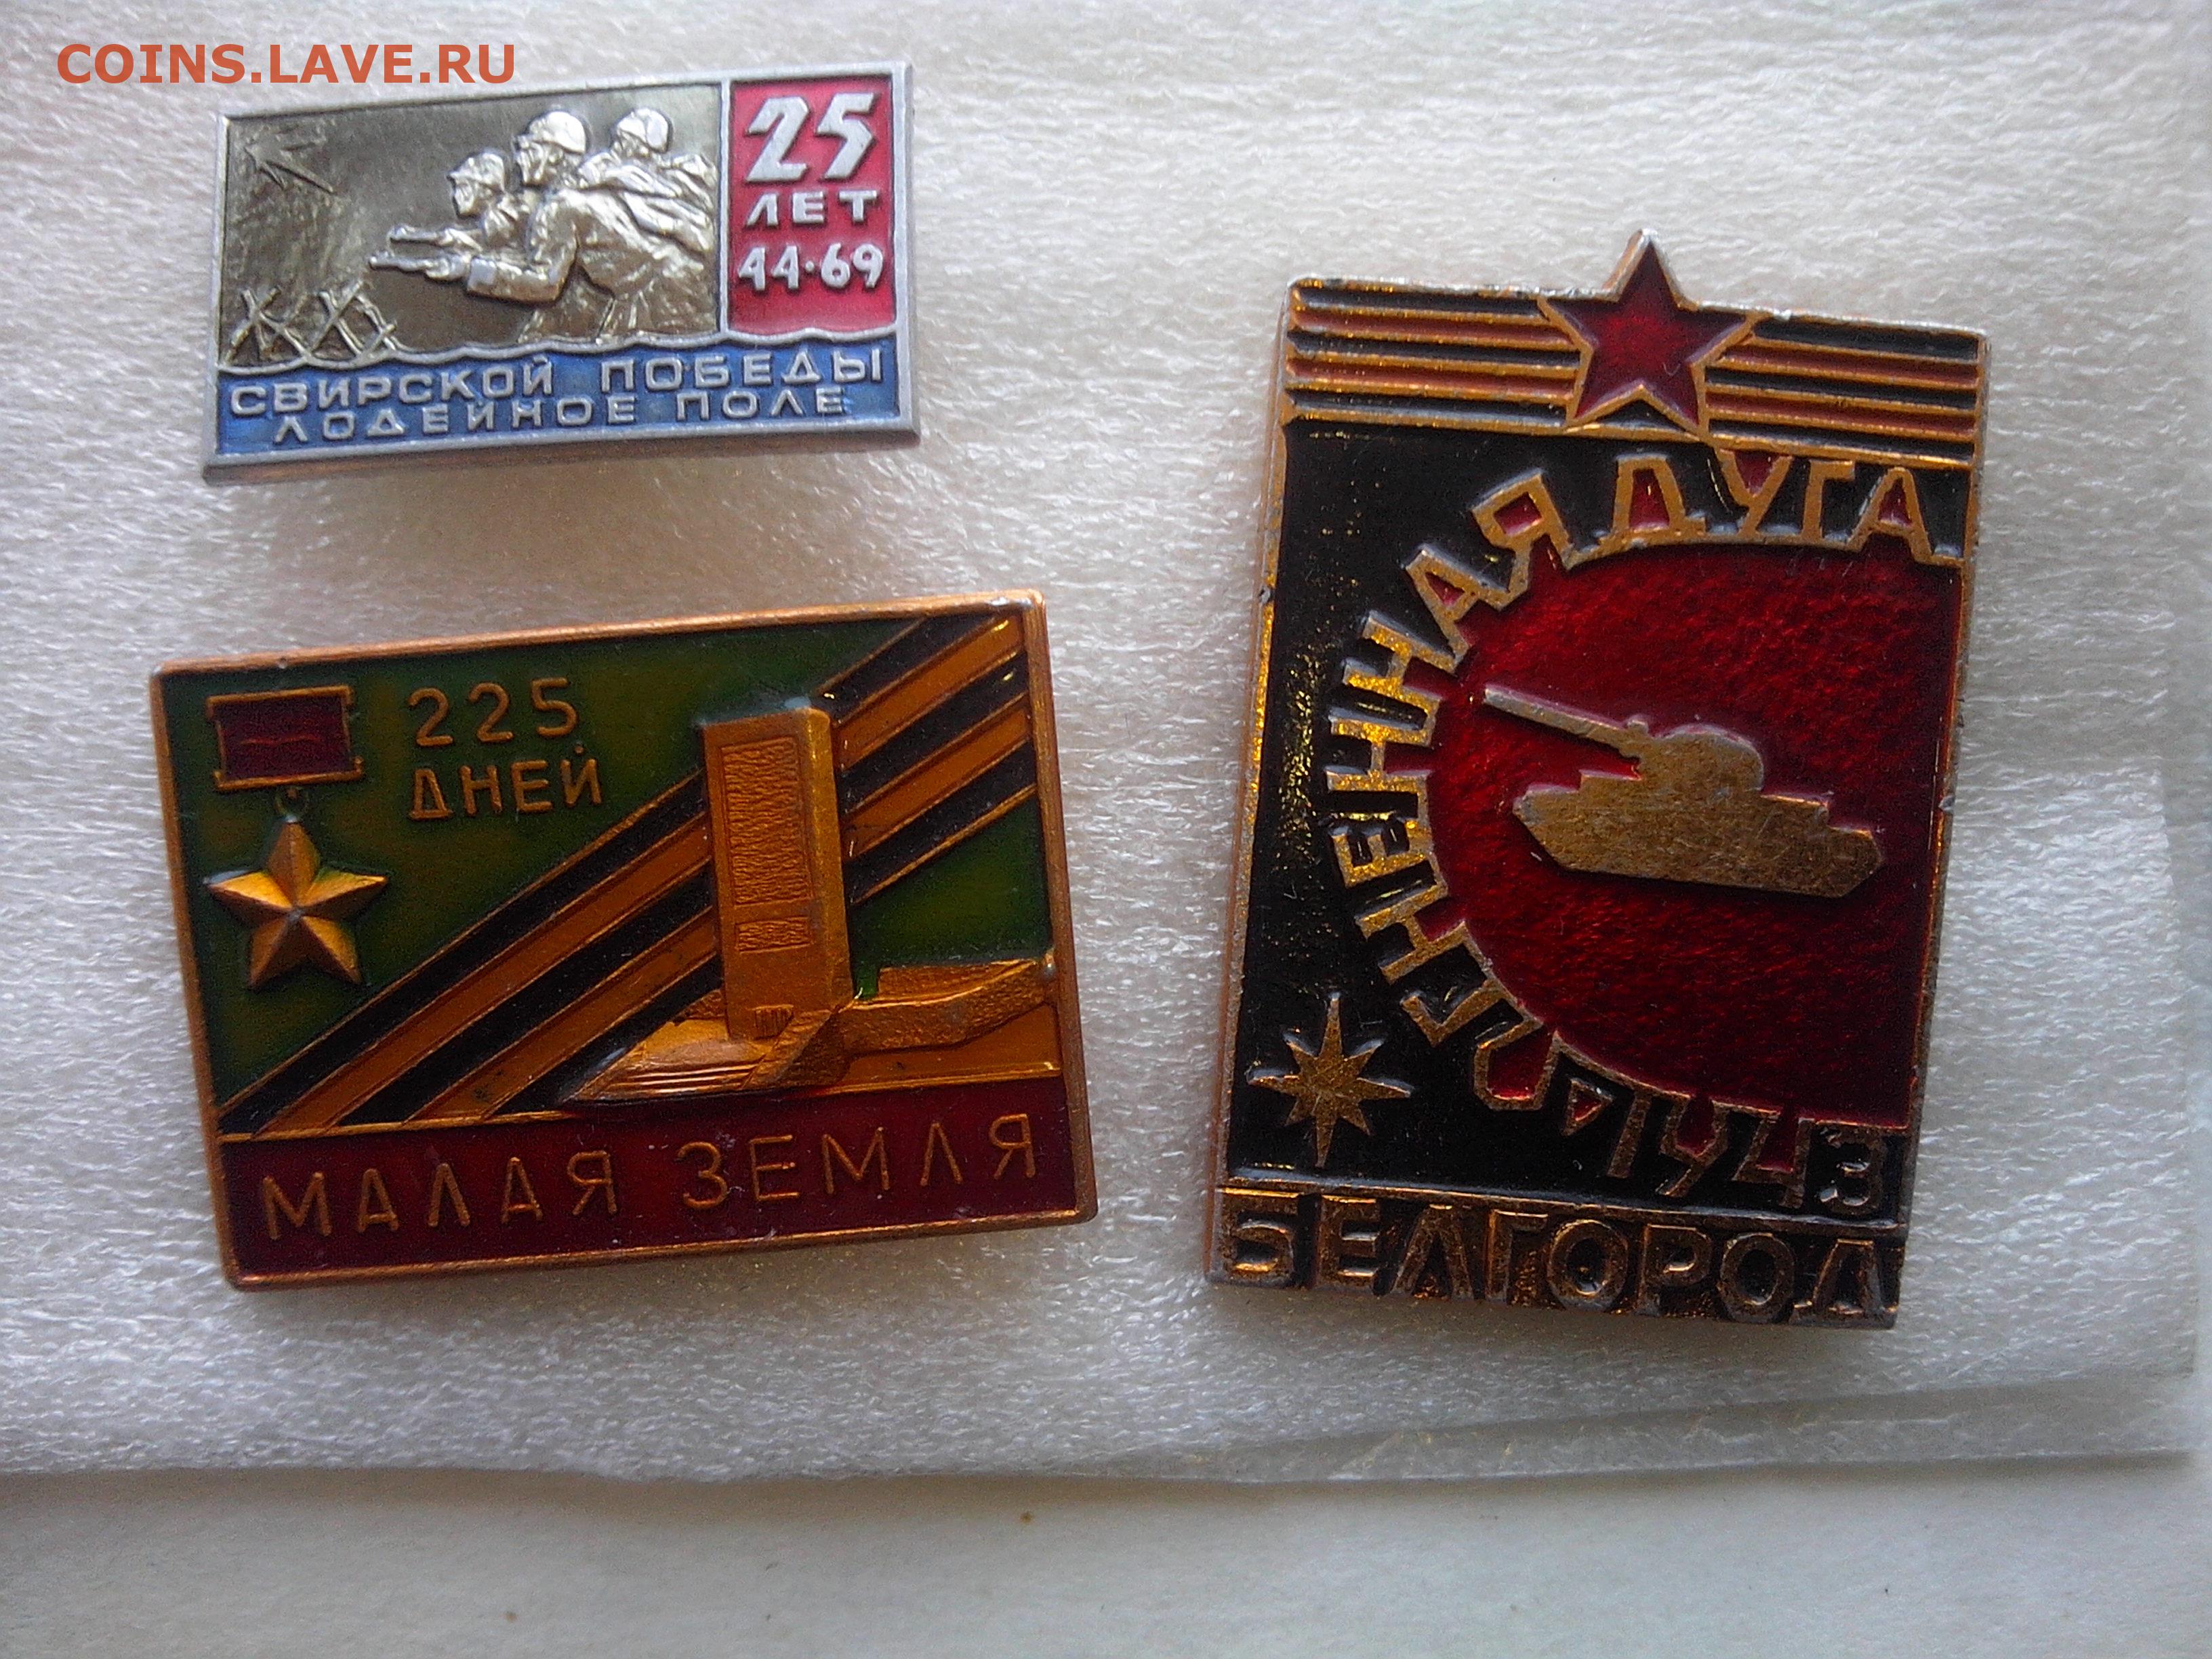 COINS.LAVE.RU
25
ЛЕТ
44·69
СВИРСКОЙ ПОБЕДЫ
ЛОДЕЙНОЕ ПОЛЕ
225
ДНЕЙ
МАЛАЯ ЗЕМЛЯ
ОГНЕННАЯ ДУГА
1943
БЕЛГОРОД